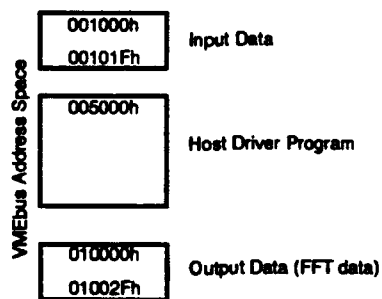 VMEbus Address Space
001000h
00101Fh
Input Data
005000h
Host Driver Program
010000h
01002Fh
Output Data (FFT data)